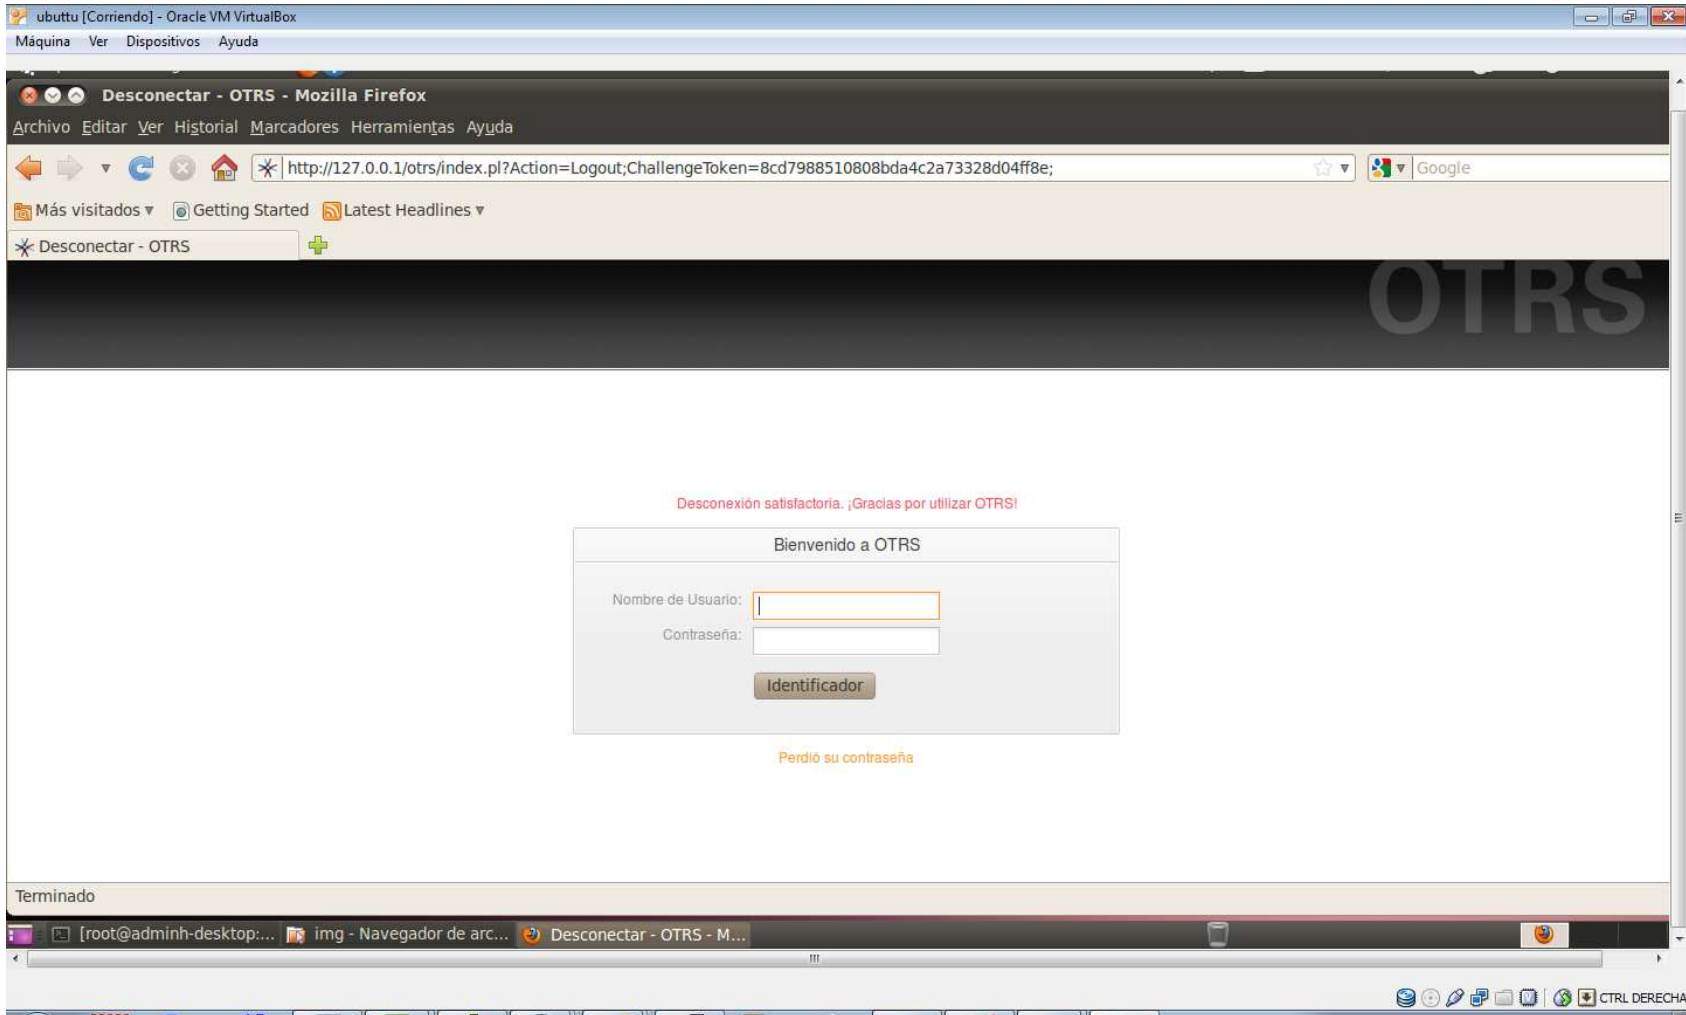 ubuttu [Corriendo] - Oracle VM VirtualBox
Máquina Ver Dispositivos Ayuda
Desconectar - OTRS - Mozilla Firefox
Archivo Editar Ver Historial Marcadores Herramientas Ayuda
http://127.0.0.1/otrs/index.pl?Action=Logout;ChallengeToken=8cd7988510808bda4c2a73328d04ff8e;
Google
Más visitados Getting Started Latest Headlines
Desconectar - OTRS
OTRS
Desconexión satisfactoria. ¡Gracias por utilizar OTRS!
Bienvenido a OTRS
Nombre de Usuario:
Contraseña:
Identificador
Perdió su contraseña
Terminado
[root@adminh-desktop:... img - Navegador de arc... Desconectar - OTRS - M...
CTRL DERECHA